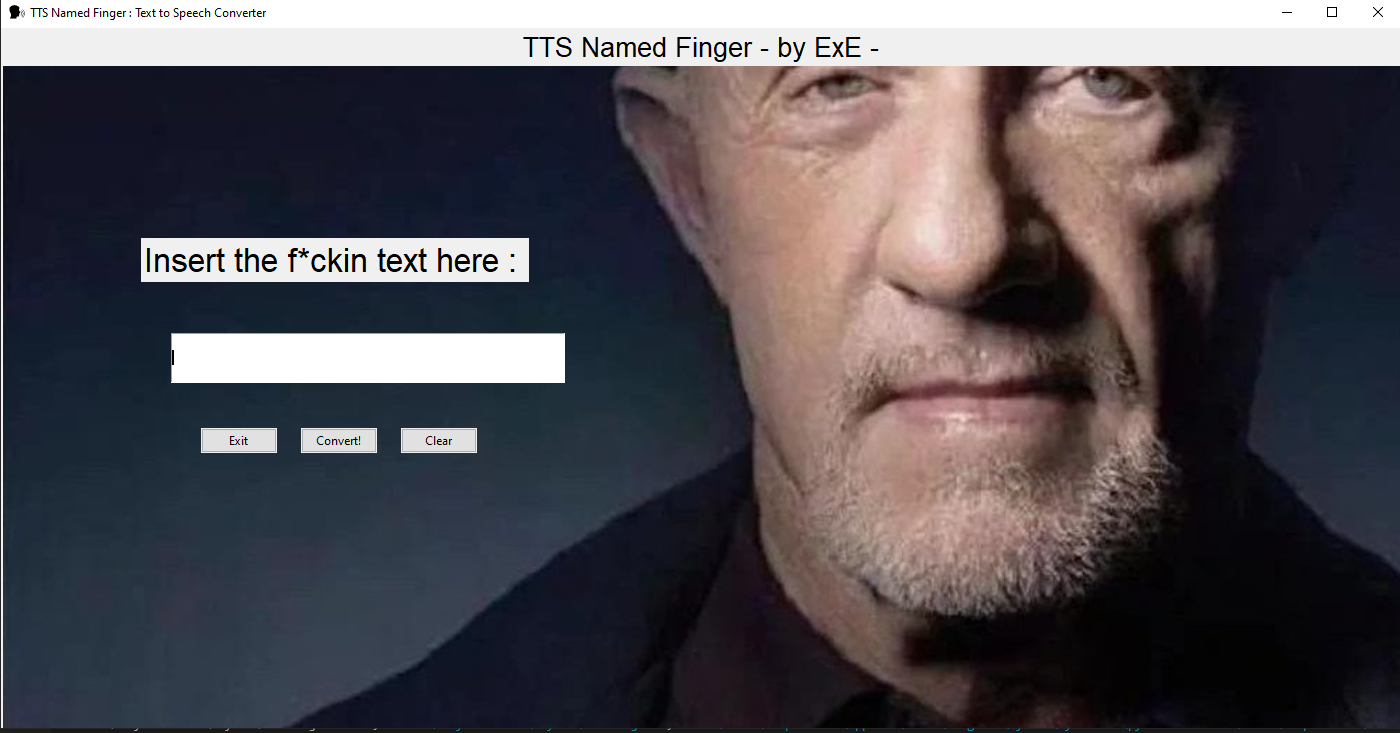 TTS Named Finger : Text to Speech Converter
TTS Named Finger - by ExE -
Insert the f*ckin text here :
Exit
Convert!
Clear